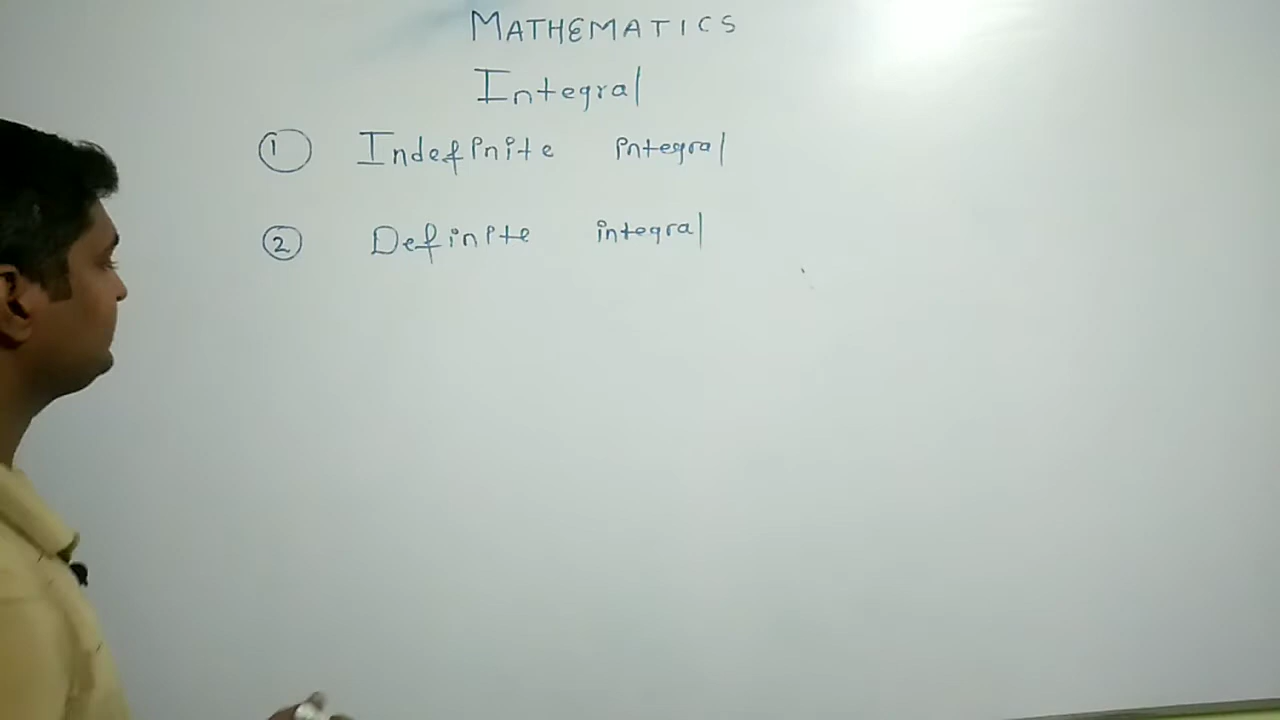 MATHEMATICS
Integral
① Indefinite integral
② Definite integral